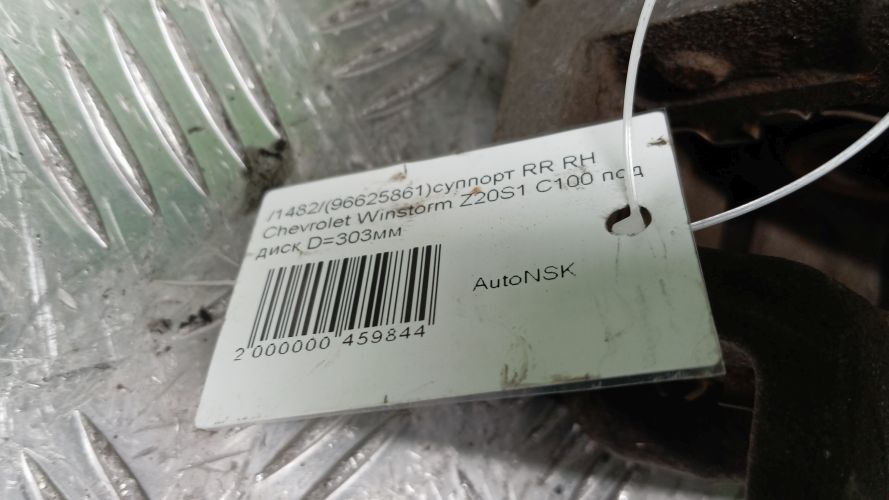 /1482/(96625861)суппорт RR RH
Chevrolet Winstorm Z20S1 C100 под
диск D=303мм
AutoNSK
2 000000 459844